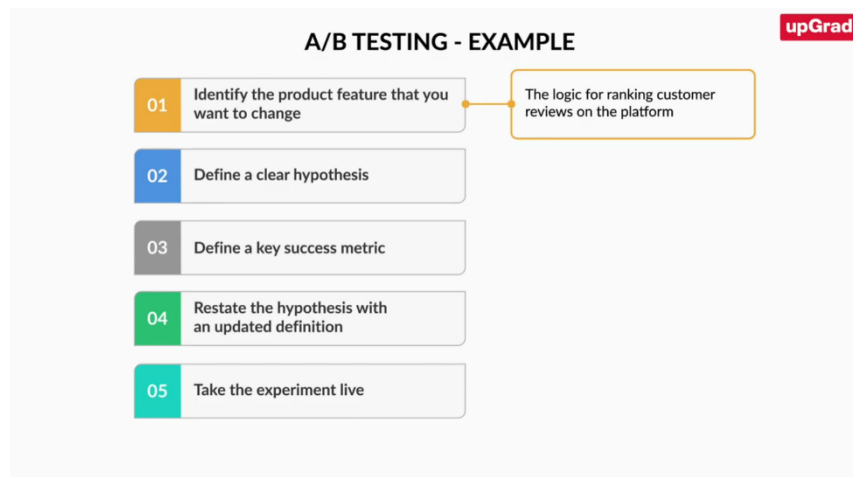 upGrad
A/B TESTING - EXAMPLE
01
Identify the product feature that you
want to change
The logic for ranking customer
reviews on the platform
02
Define a clear hypothesis
03
Define a key success metric
04
Restate the hypothesis with
an updated definition
05
Take the experiment live